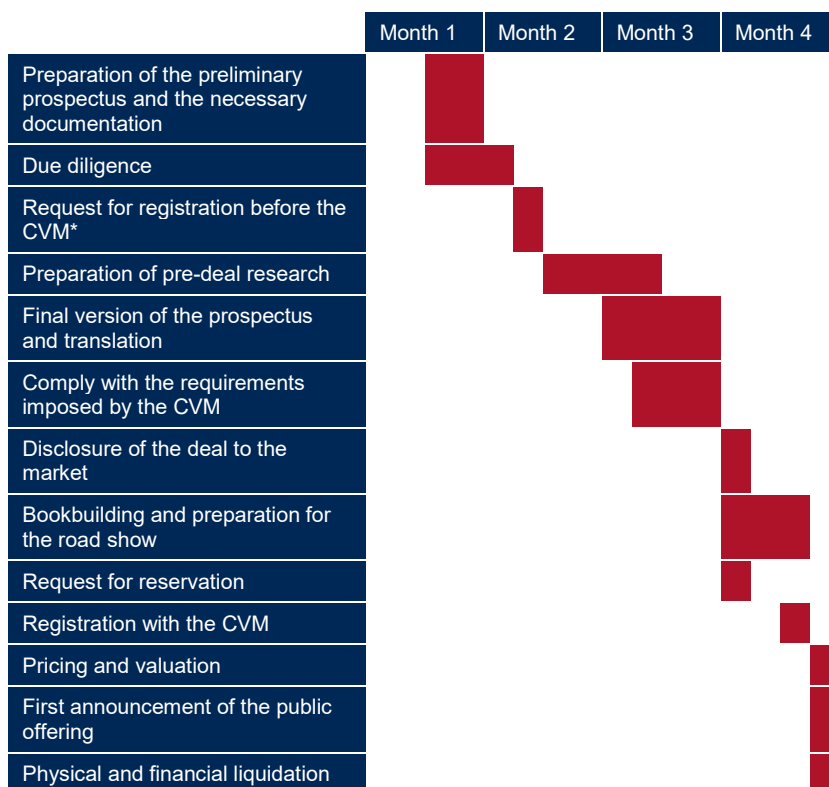 Month 1 Month 2 Month 3 Month 4
Preparation of the preliminary
prospectus and the necessary
documentation
Due diligence
Request for registration before the
CVM*
Preparation of pre-deal research
Final version of the prospectus
and translation
Comply with the requirements
imposed by the CVM
Disclosure of the deal to the
market
Bookbuilding and preparation for
the road show
Request for reservation
Registration with the CVM
Pricing and valuation
First announcement of the public
offering
Physical and financial liquidation